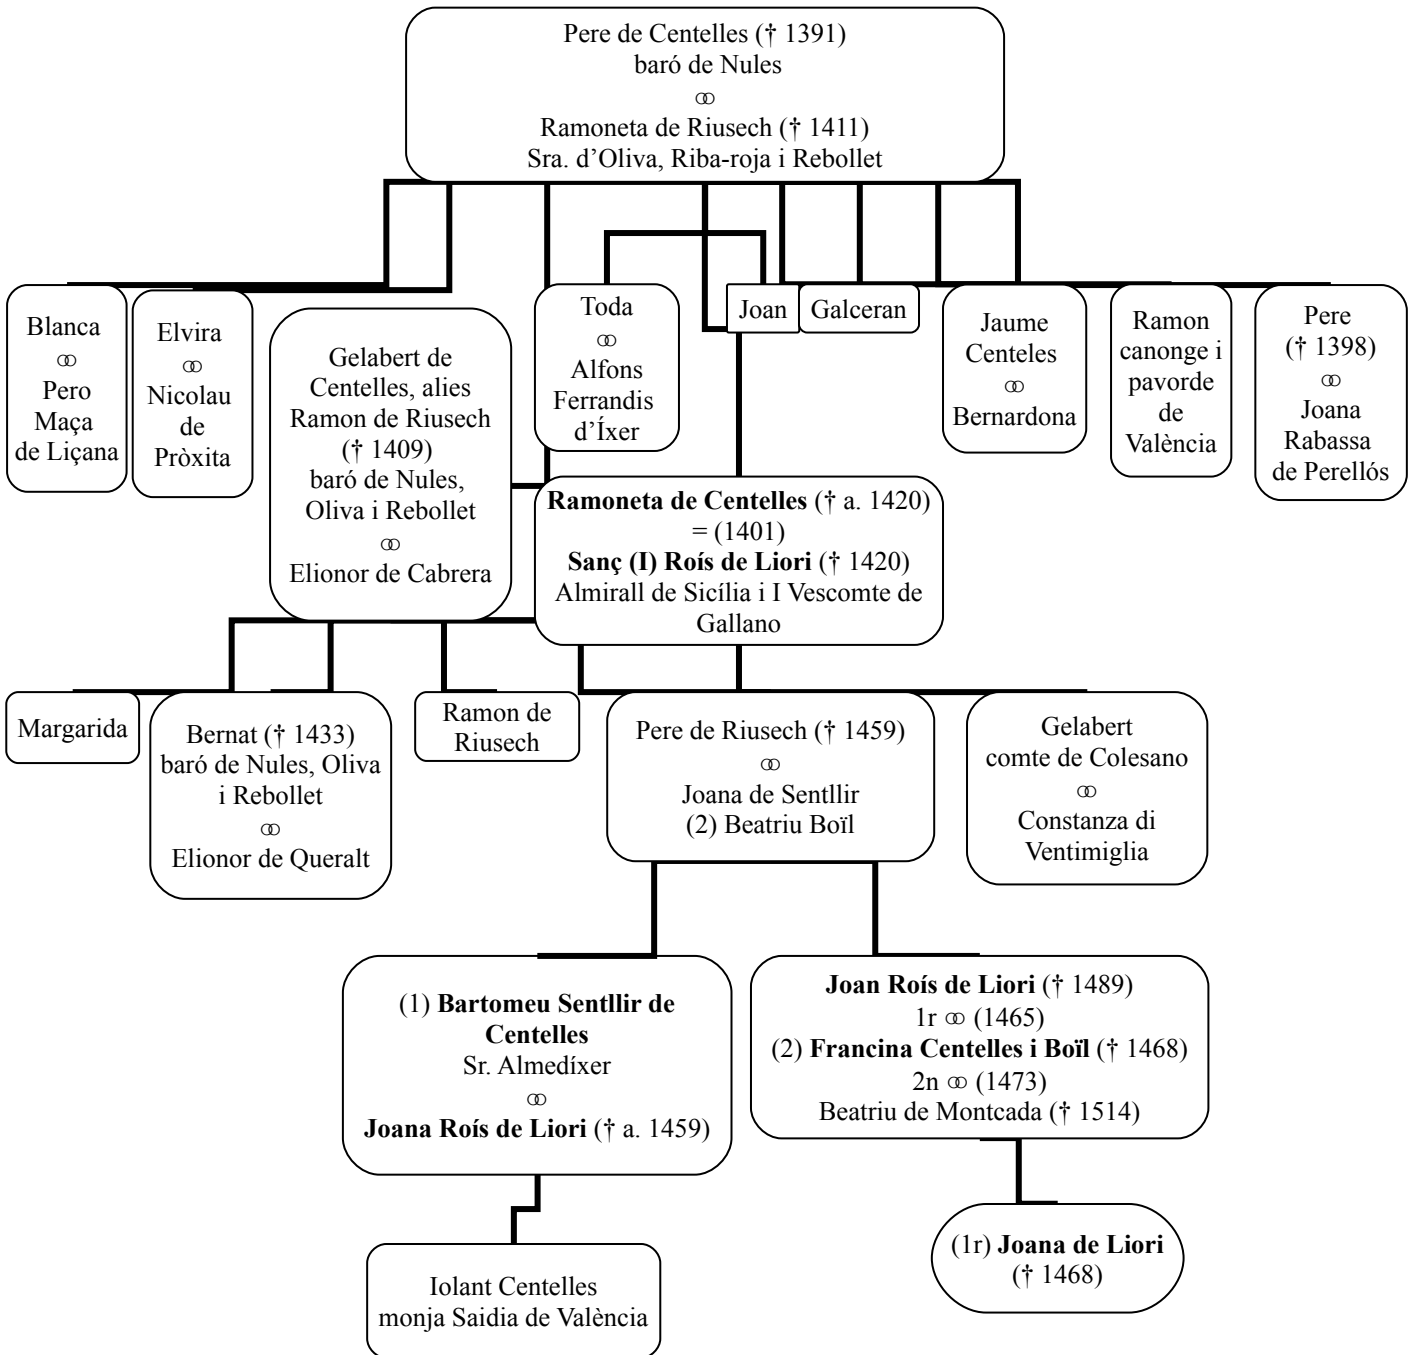 Pere de Centelles († 1391)
baró de Nules
⚭
Ramoneta de Riusech († 1411)
Sra. d’Oliva, Riba-roja i Rebollet
Blanca
⚭
Pero
Maça
de Liçana
Elvira
⚭
Nicolau
de
Pròxita
Gelabert de
Centelles, alies
Ramon de Riusech
(† 1409)
baró de Nules,
Oliva i Rebollet
⚭
Elionor de Cabrera
Toda
⚭
Alfons
Ferrandis
d’Íxer
Joan
Galceran
Jaume
Centeles
⚭
Bernardona
Ramon
canonge i
pavorde
de
València
Pere
(† 1398)
⚭
Joana
Rabassa
de Perellós
Ramoneta de Centelles († a. 1420)
= (1401)
Sanç (I) Roís de Liori († 1420)
Almirall de Sicília i I Vescomte de
Gallano
Margarida
Bernat († 1433)
baró de Nules, Oliva
i Rebollet
⚭
Elionor de Queralt
Ramon de
Riusech
Pere de Riusech († 1459)
⚭
Joana de Sentllir
(2) Beatriu Boïl
Gelabert
comte de Colesano
⚭
Constanza di
Ventimiglia
(1) Bartomeu Sentllir de
Centelles
Sr. Almedíxer
⚭
Joana Roís de Liori († a. 1459)
Joan Roís de Liori († 1489)
1r ⚭ (1465)
(2) Francina Centelles i Boïl († 1468)
2n ⚭ (1473)
Beatriu de Montcada († 1514)
Iolant Centelles
monja Saidia de València
(1r) Joana de Liori
(† 1468)